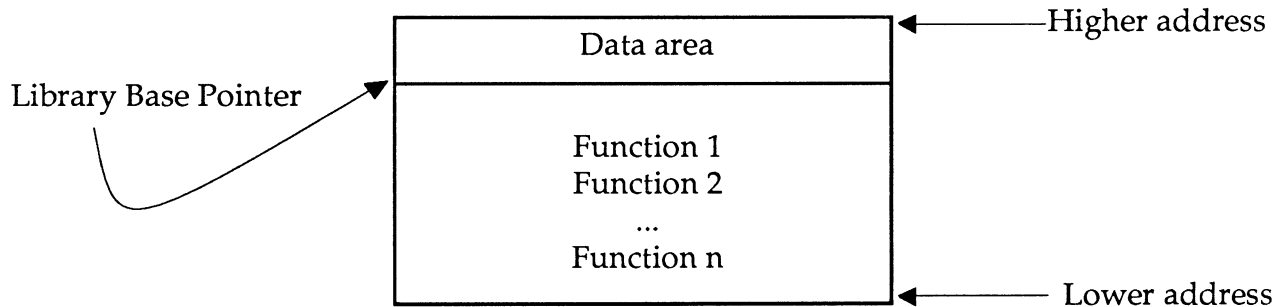 Higher address
Data area
Library Base Pointer
Function 1
Function 2
...
Function n
Lower address